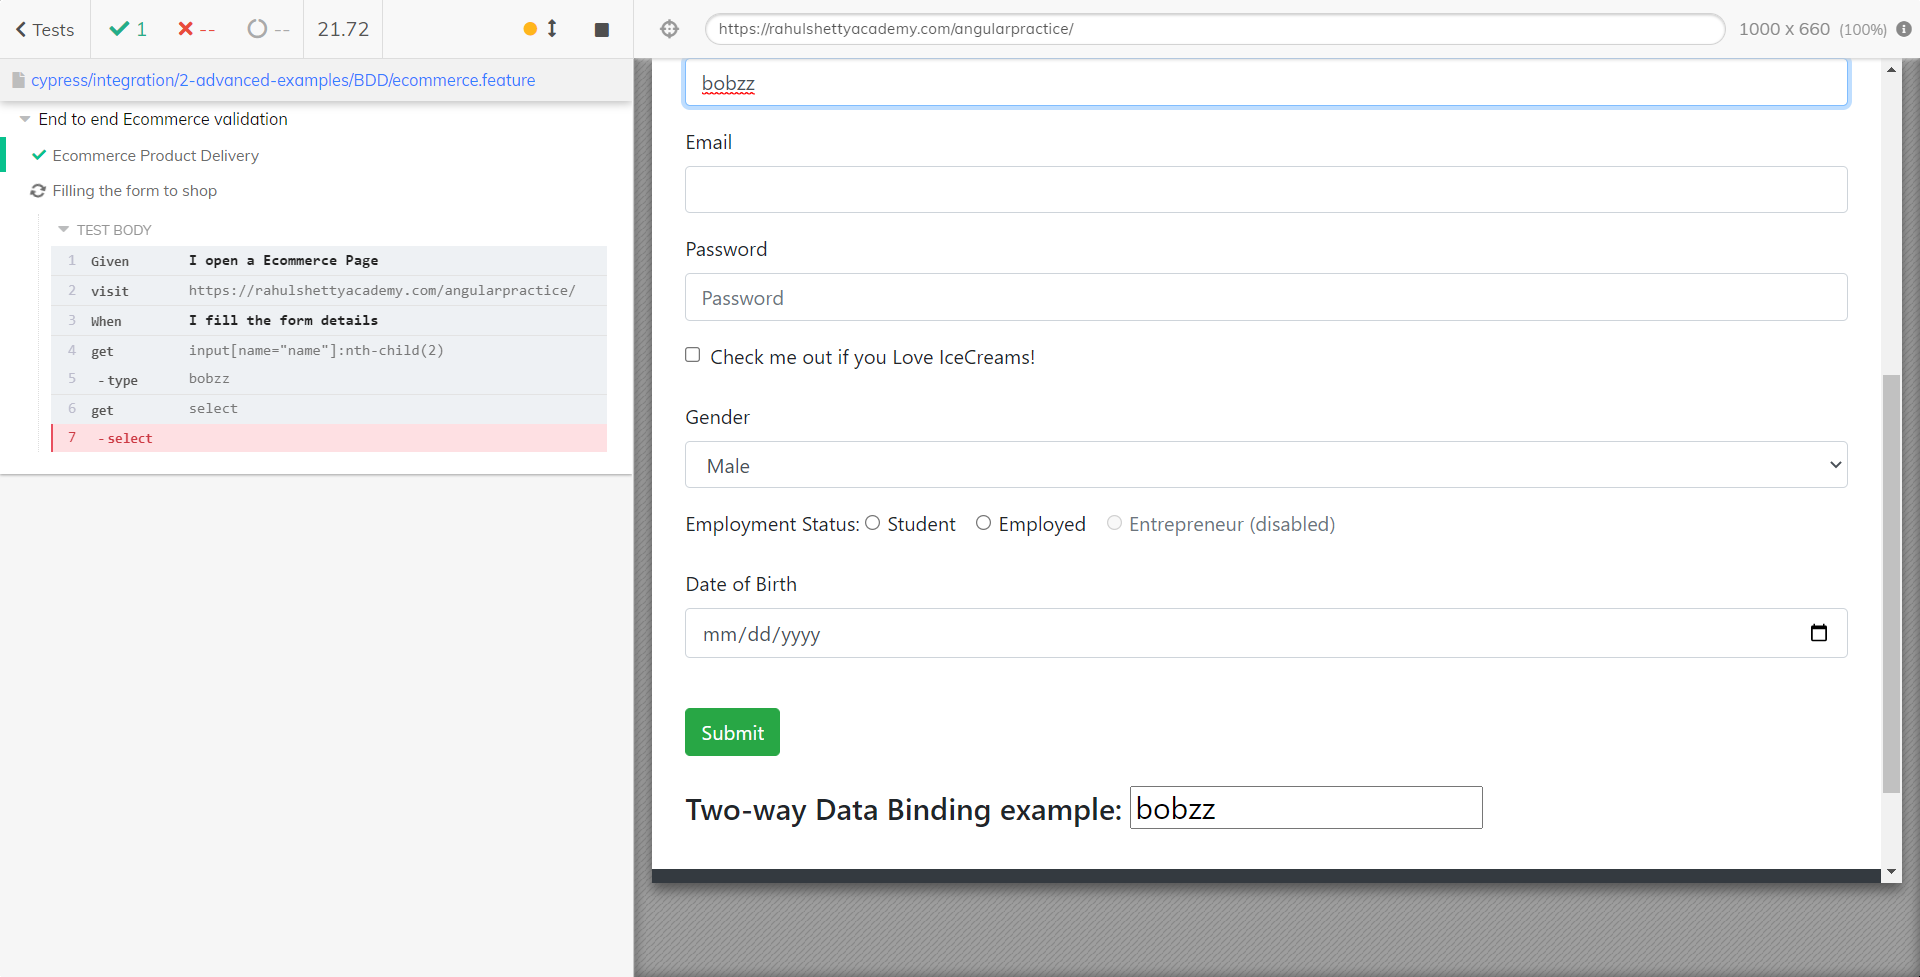 Tests 1 -- -- 21.72
https://rahulshettyacademy.com/angularpractice/ 1000 x 660 (100%)
cypress/integration/2-advanced-examples/BDD/ecommerce.feature
End to end Ecommerce validation
Ecommerce Product Delivery
Filling the form to shop
TEST BODY
1 Given I open a Ecommerce Page
2 visit https://rahulshettyacademy.com/angularpractice/
3 When I fill the form details
4 get input[name="name"]:nth-child(2)
5 -type bobzz
6 get select
7 -select
bobzz
Email
Password
Password
Check me out if you Love IceCreams!
Gender
Male
Employment Status: Student Employed Entrepreneur (disabled)
Date of Birth
mm/dd/yyyy
Submit
Two-way Data Binding example: bobzz